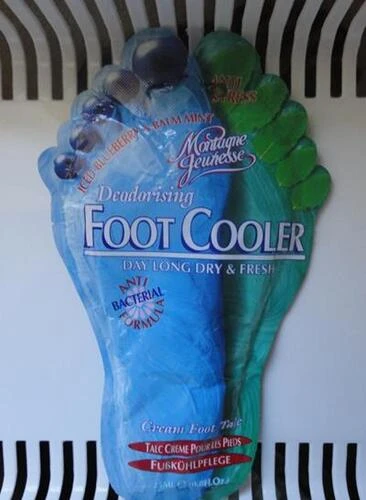 ANTI
STRESS
ICED BLUEBERRY & BALM MINT
Montagne
Jeunesse
Deodorising
FOOT COOLER
DAY LONG DRY & FRESH
ANTI
BACTERIAL
FORMULA
Cream Foot Talc
TALC CREME POUR LES PIEDS
FUßKÜHLPFLEGE